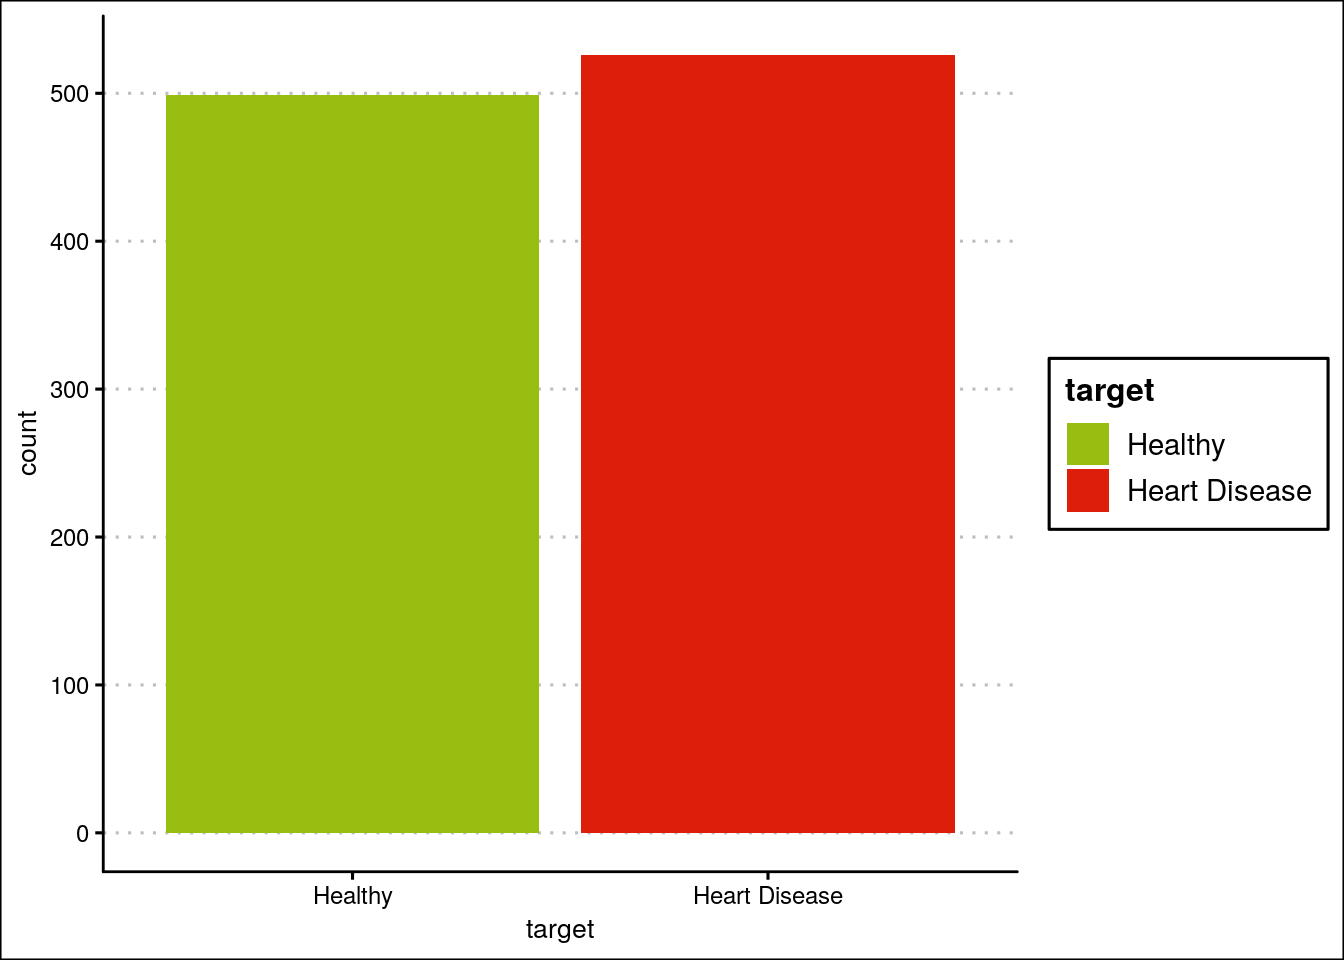 count
500
400
300
200
100
0
Healthy
Heart Disease
target
target
Healthy
Heart Disease